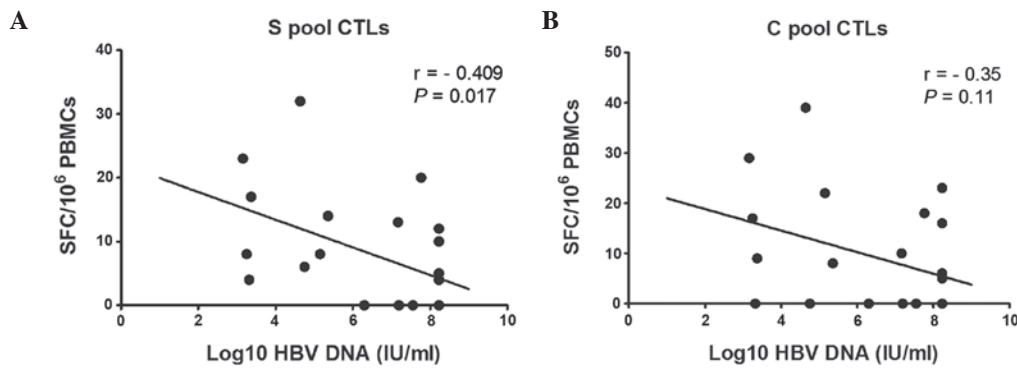 A
S pool CTLs
r = - 0.409
P = 0.017
SFC/10⁶ PBMCs
40
30
20
10
0
0 2 4 6 8 10
Log10 HBV DNA (IU/ml)
B
C pool CTLs
r = - 0.35
P = 0.11
SFC/10⁶ PBMCs
50
40
30
20
10
0
0 2 4 6 8 10
Log10 HBV DNA (IU/ml)